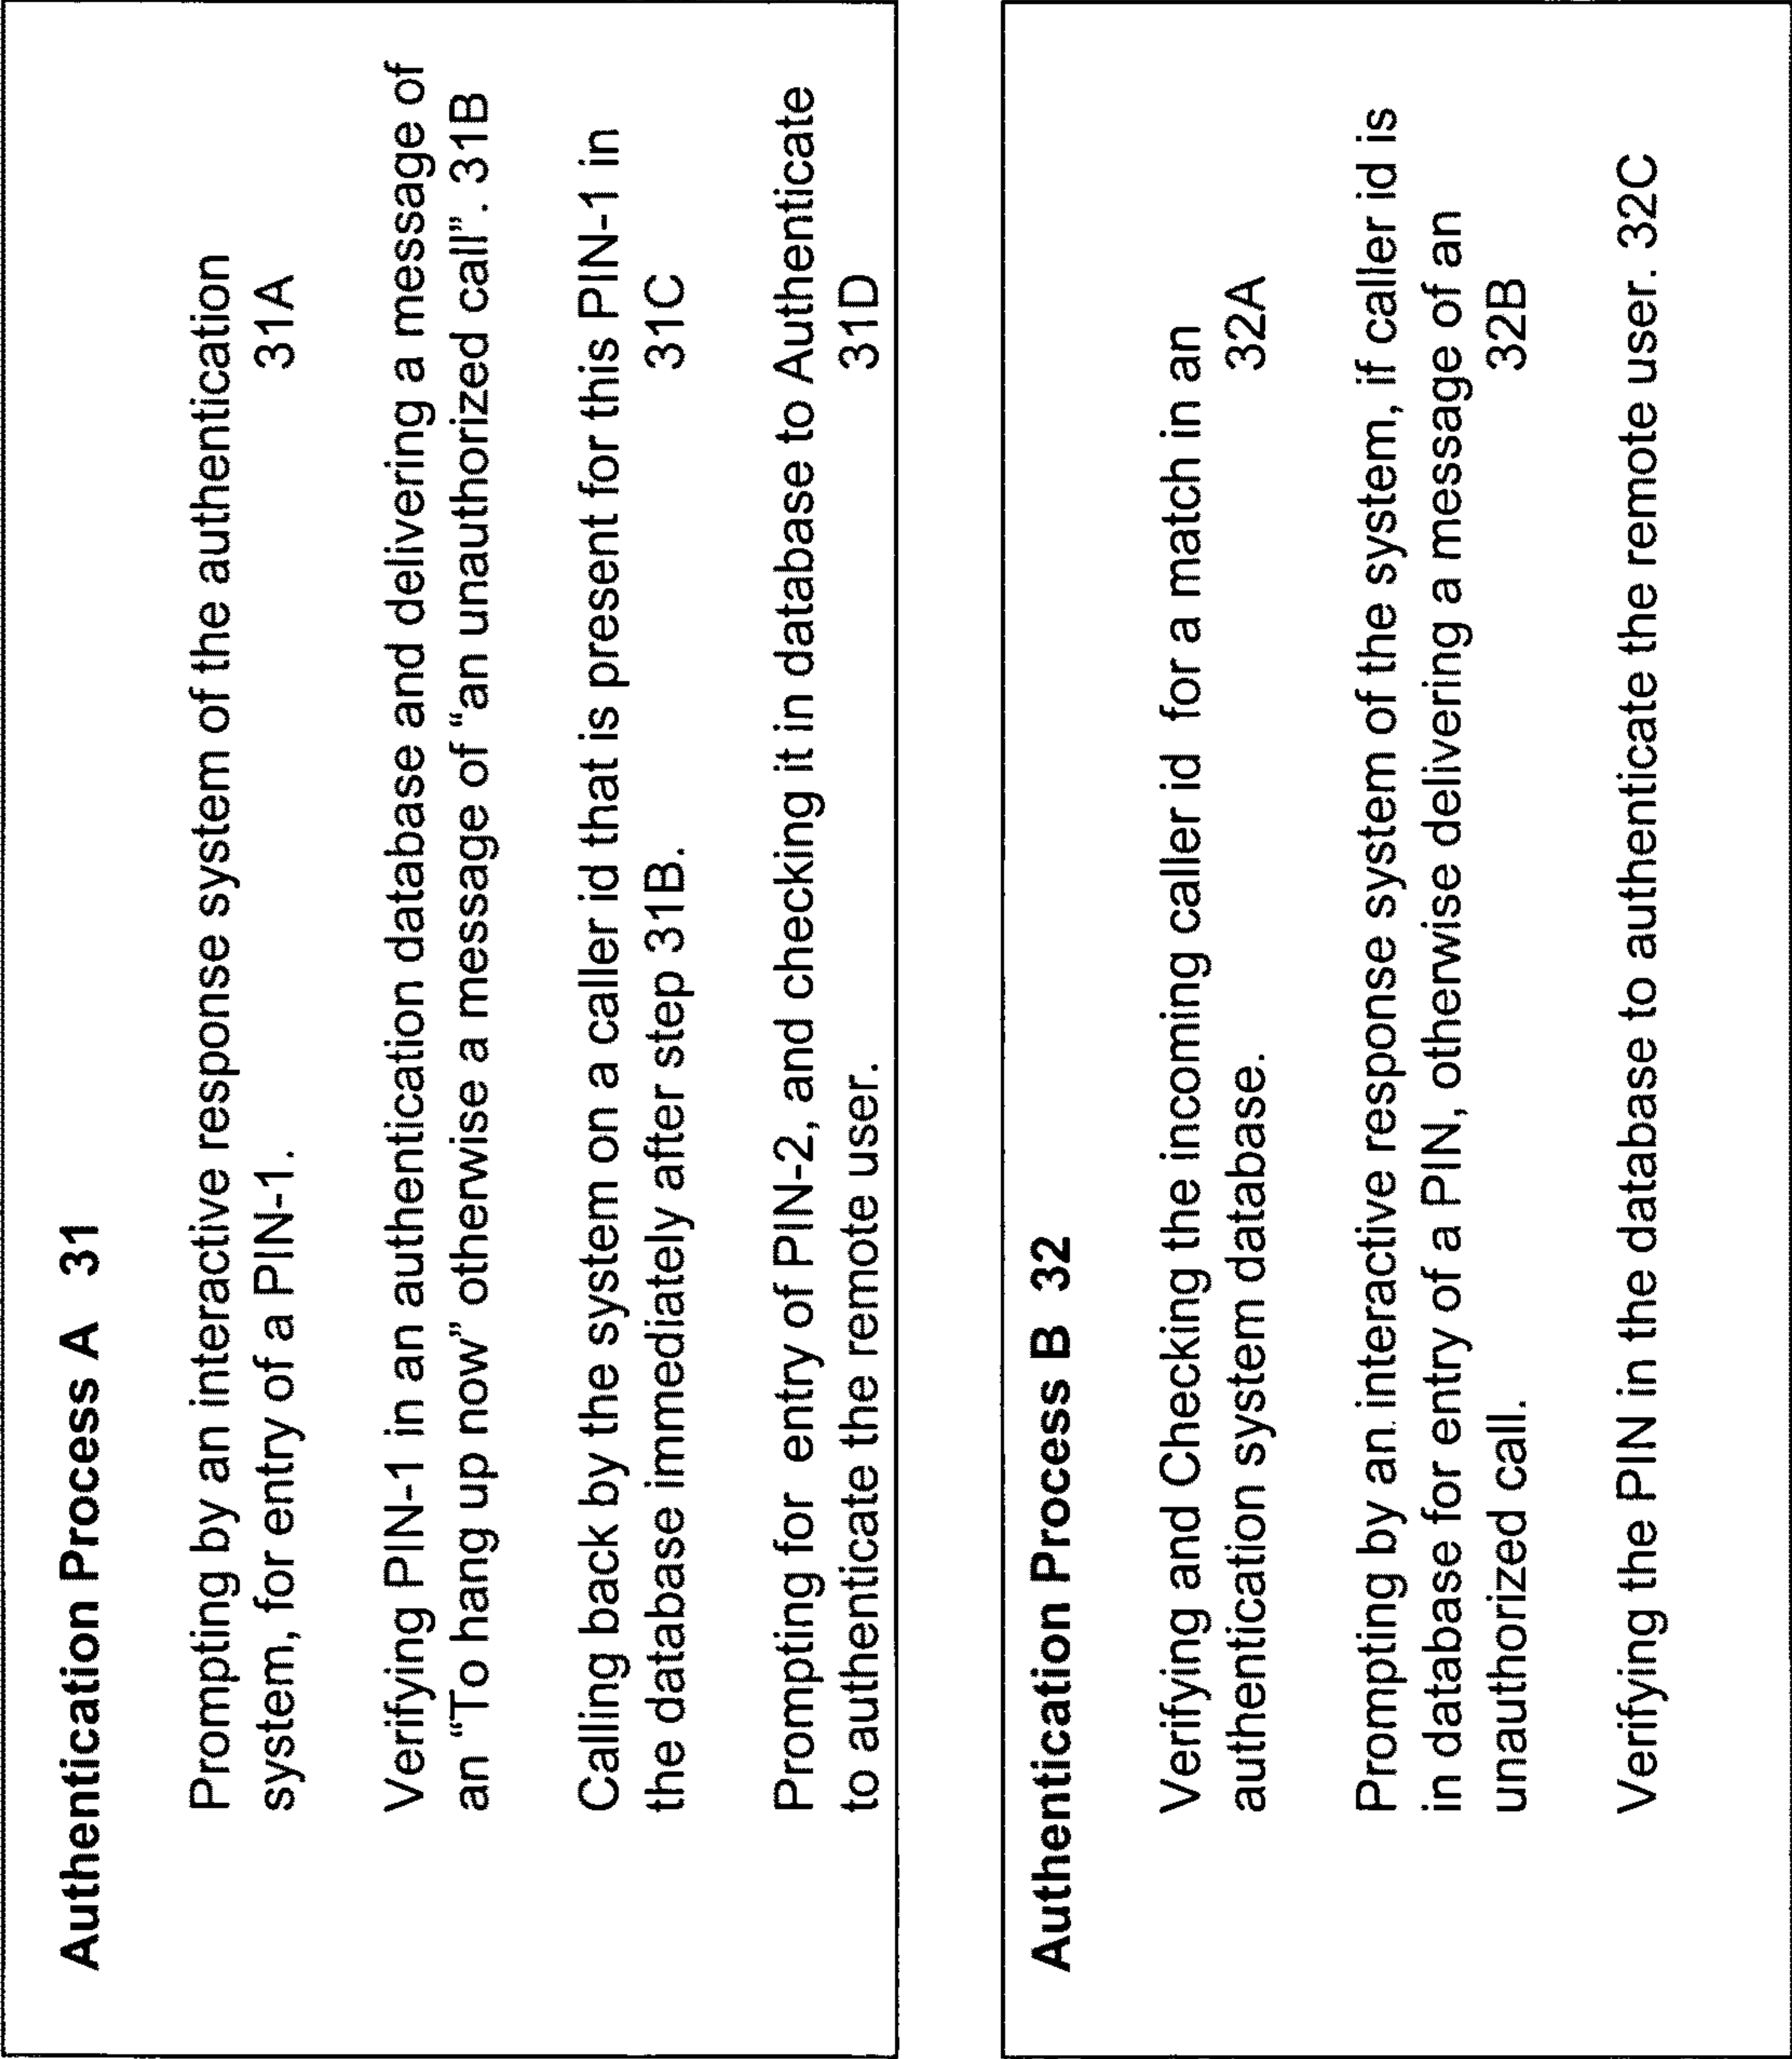 Authentication Process A 31
Prompting by an interactive response system of the authentication
system, for entry of a PIN-1. 31A
Verifying PIN-1 in an authentication database and delivering a message of
an “To hang up now” otherwise a message of “an unauthorized call”. 31B
Calling back by the system on a caller id that is present for this PIN-1 in
the database immediately after step 31B. 31C
Prompting for entry of PIN-2, and checking it in database to Authenticate
to authenticate the remote user. 31D
Authentication Process B 32
Verifying and Checking the incoming caller id for a match in an
authentication system database. 32A
Prompting by an interactive response system of the system, if caller id is
in database for entry of a PIN, otherwise delivering a message of an
unauthorized call. 32B
Verifying the PIN in the database to authenticate the remote user. 32C